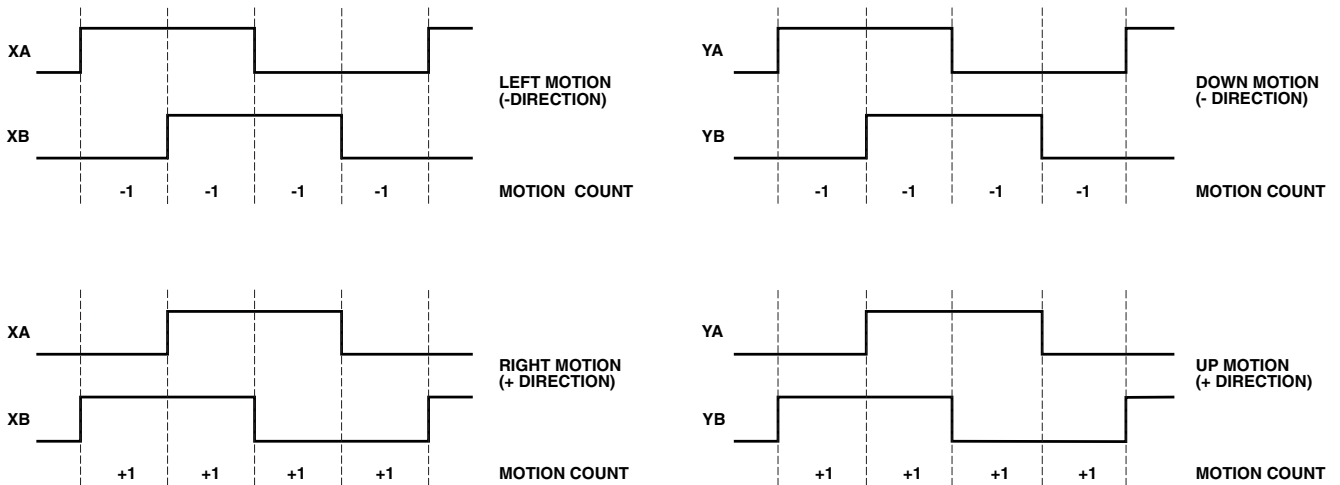 XA
LEFT MOTION
(-DIRECTION)
XB
-1 -1 -1 -1
MOTION COUNT
YA
DOWN MOTION
(- DIRECTION)
YB
-1 -1 -1 -1
MOTION COUNT
XA
RIGHT MOTION
(+ DIRECTION)
XB
+1 +1 +1 +1
MOTION COUNT
YA
UP MOTION
(+ DIRECTION)
YB
+1 +1 +1 +1
MOTION COUNT